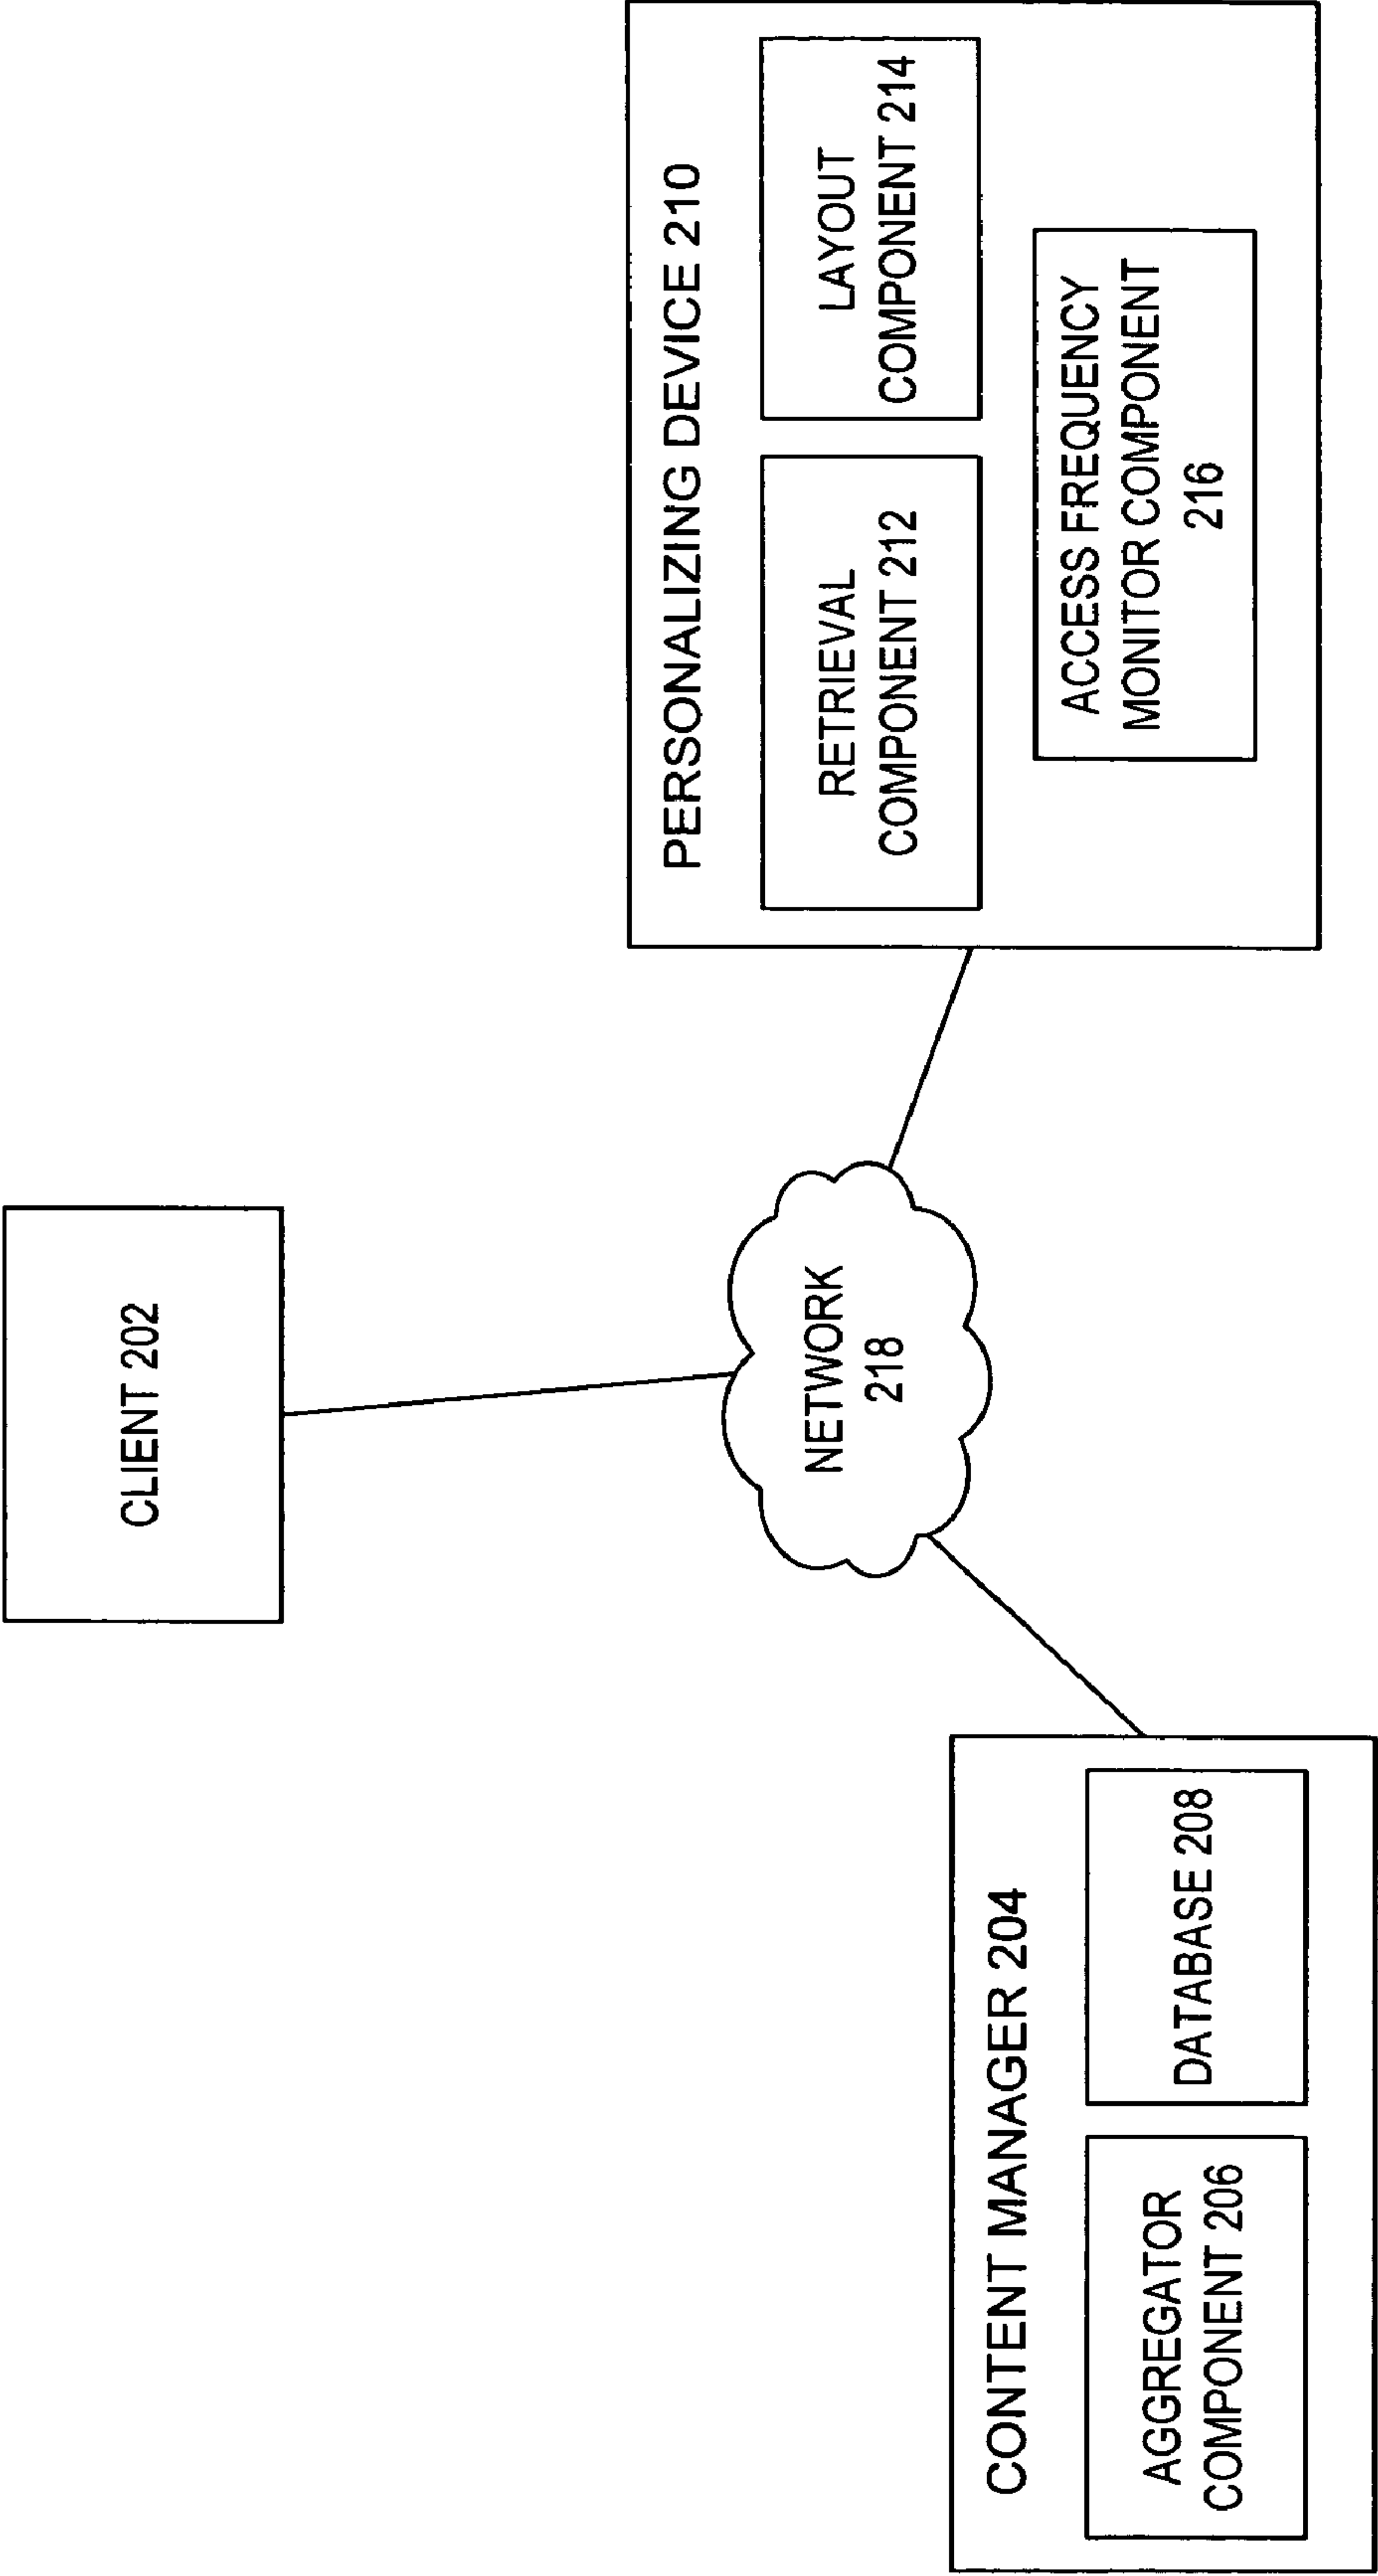 CLIENT 202
NETWORK
218
CONTENT MANAGER 204
AGGREGATOR
COMPONENT 206
DATABASE 208
PERSONALIZING DEVICE 210
RETRIEVAL
COMPONENT 212
LAYOUT
COMPONENT 214
ACCESS FREQUENCY
MONITOR COMPONENT
216